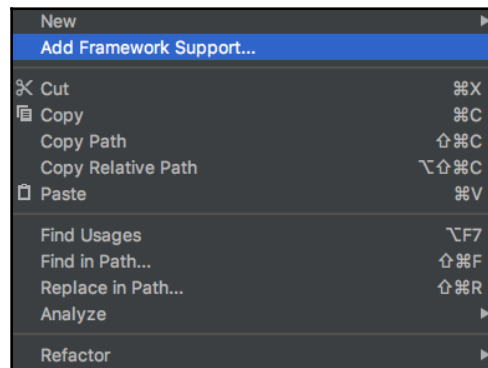 New
Add Framework Support...
Cut ⌘X
Copy ⌘C
Copy Path ⇧⌘C
Copy Relative Path ⌥⇧⌘C
Paste ⌘V
Find Usages ⌥F7
Find in Path... ⇧⌘F
Replace in Path... ⇧⌘R
Analyze
Refactor